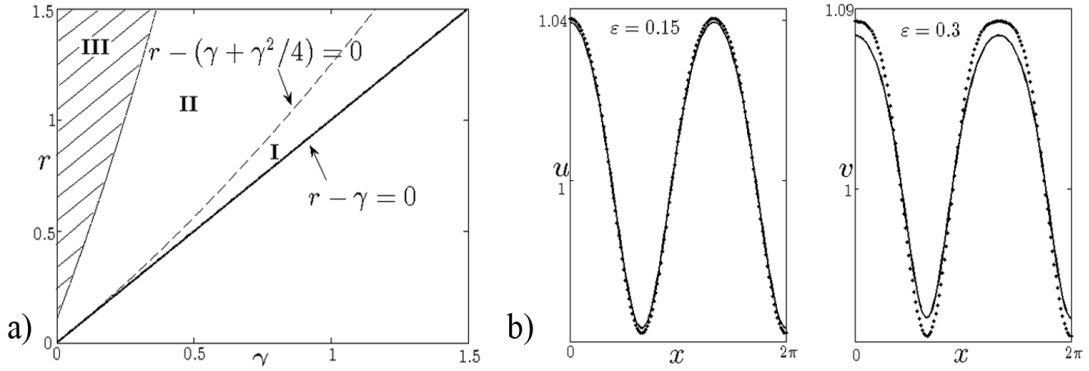 1.5
III
r − (γ + γ²/4) = 0
II
1
r
I
r − γ = 0
0.5
a)
0
0
0.5
γ
1
1.5
1.04
ε = 0.15
u
1
b)
0
x
2π
1.09
ε = 0.3
v
1
0
x
2π